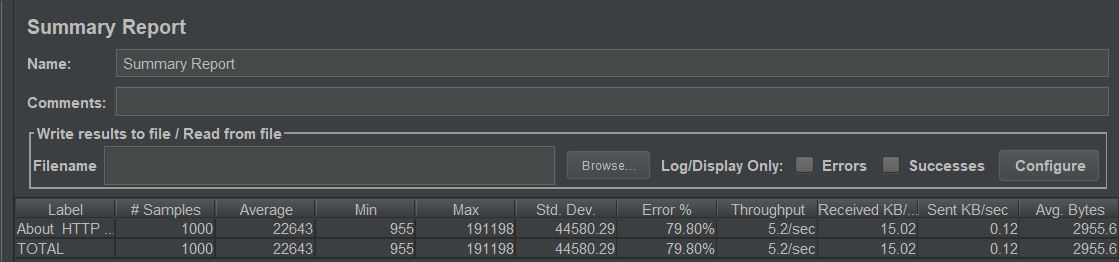 Summary Report
Name: Summary Report
Comments:
Write results to file / Read from file
Filename Browse... Log/Display Only: Errors Successes Configure
Label # Samples Average Min Max Std. Dev. Error % Throughput Received KB/... Sent KB/sec Avg. Bytes
About HTTP ... 1000 22643 955 191198 44580.29 79.80% 5.2/sec 15.02 0.12 2955.6
TOTAL 1000 22643 955 191198 44580.29 79.80% 5.2/sec 15.02 0.12 2955.6